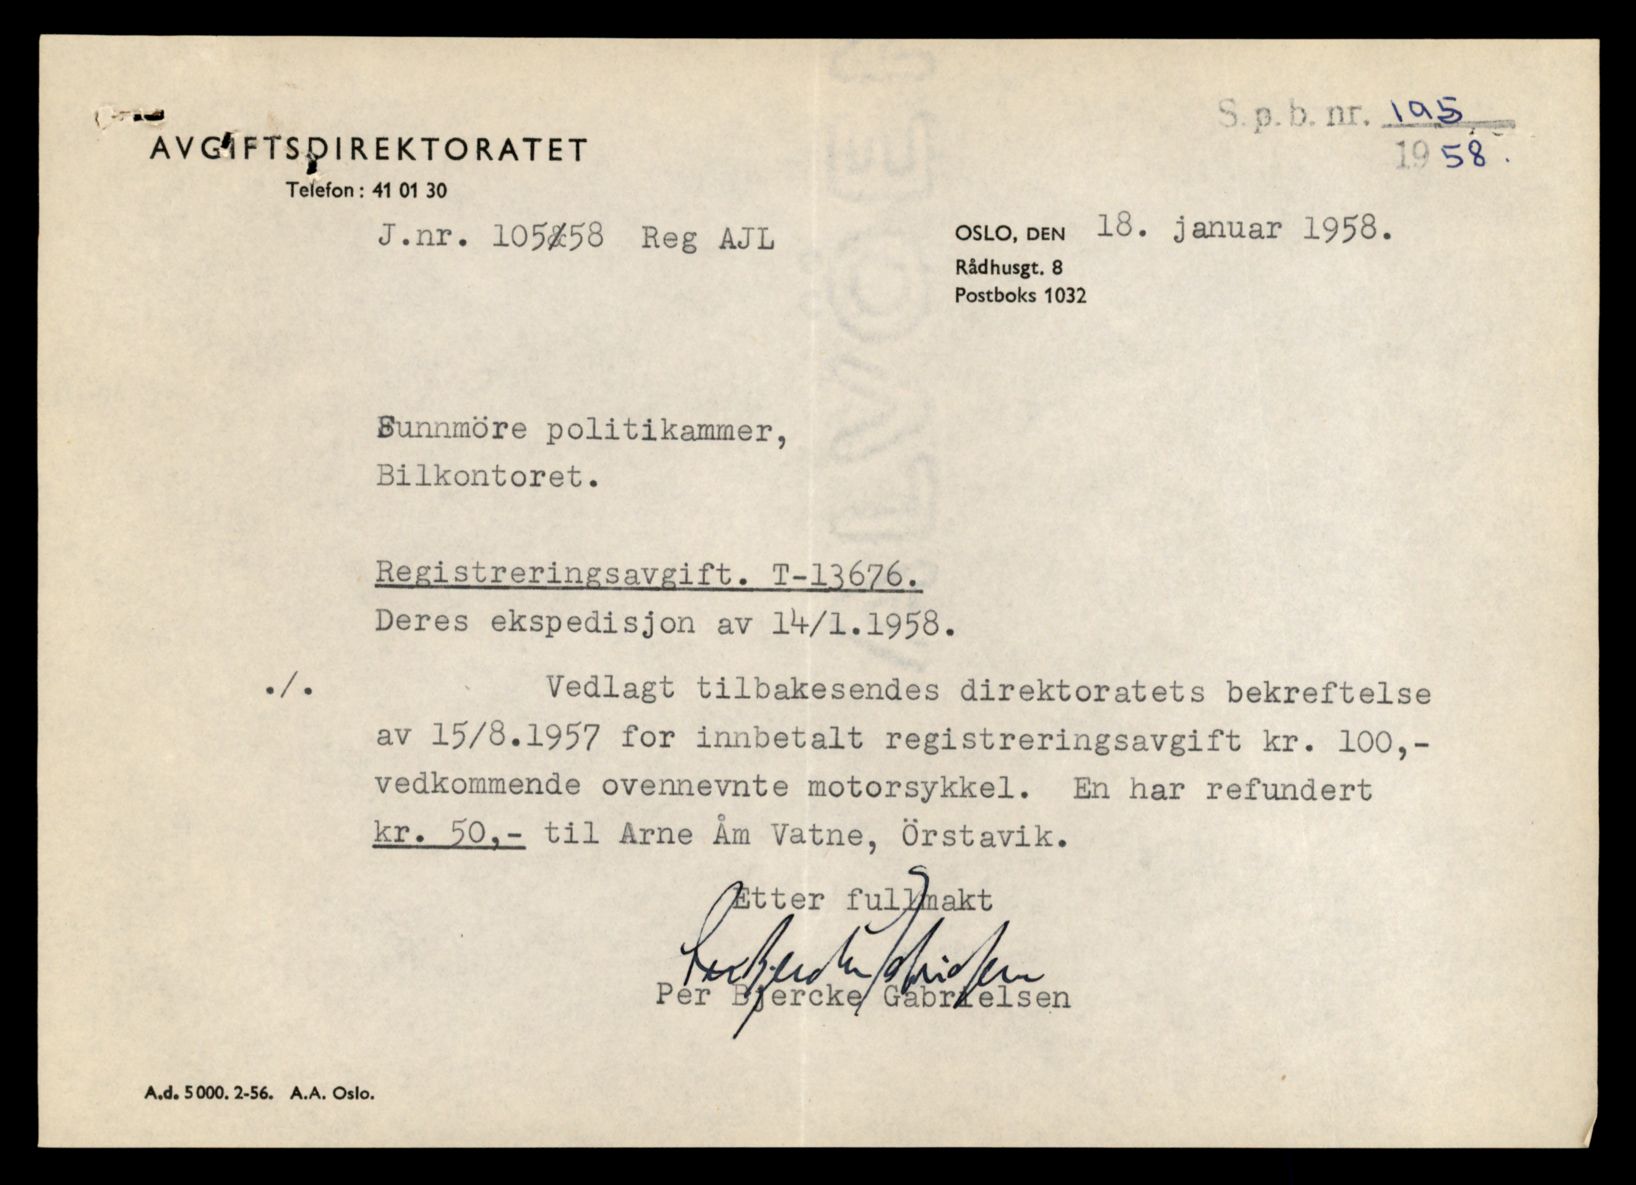 S.p.b. nr. 195
1958.
AVGIFTSDIREKTORATET
Telefon: 41 01 30
J.nr. 105/58 Reg AJL
OSLO, DEN 18. januar 1958.
Rådhusgt. 8
Postboks 1032
Sunnmöre politikammer,
Bilkontoret.
Registreringsavgift. T-13676.
Deres ekspedisjon av 14/1.1958.
./. Vedlagt tilbakesendes direktoratets bekreftelse
av 15/8.1957 for innbetalt registreringsavgift kr. 100,-
vedkommende ovennevnte motorsykkel. En har refundert
kr. 50,- til Arne Åm Vatne, Örstavik.
Etter fullmakt
Per Bjercke Gabrielsen
Per Bjercke Gabrielsen
A.d. 5000. 2-56. A.A. Oslo.